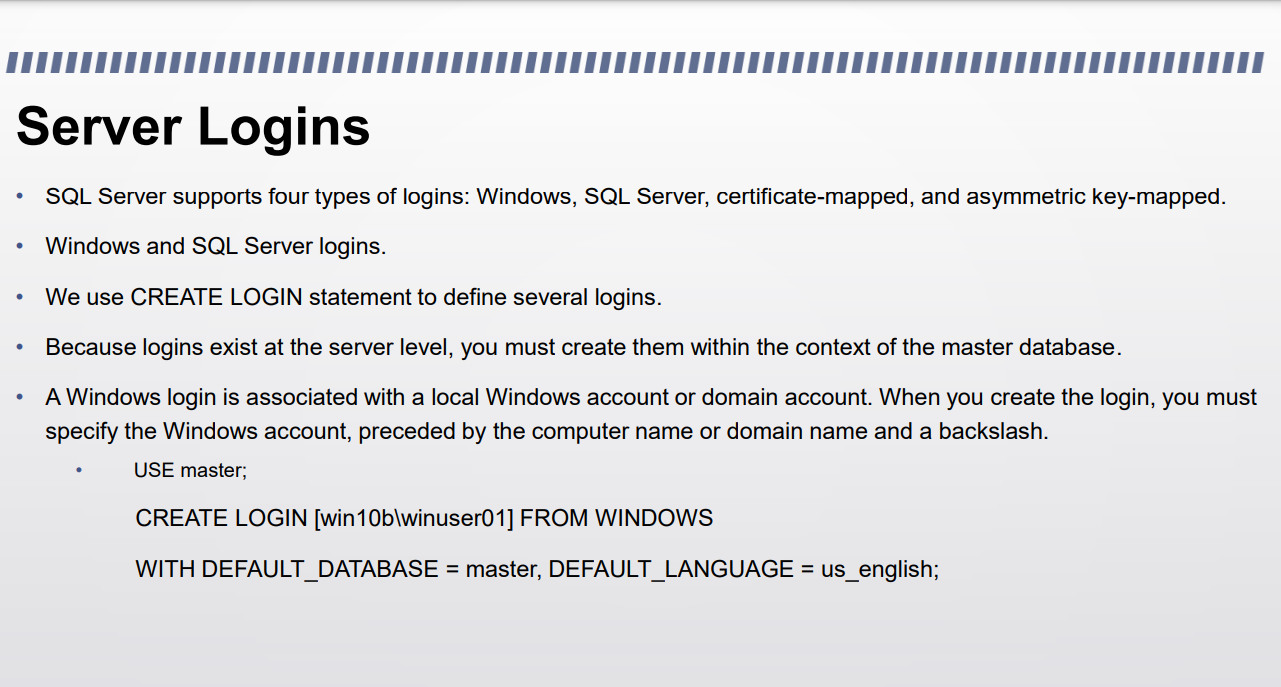 Server Logins
• SQL Server supports four types of logins: Windows, SQL Server, certificate-mapped, and asymmetric key-mapped.
• Windows and SQL Server logins.
• We use CREATE LOGIN statement to define several logins.
• Because logins exist at the server level, you must create them within the context of the master database.
• A Windows login is associated with a local Windows account or domain account. When you create the login, you must
specify the Windows account, preceded by the computer name or domain name and a backslash.
• USE master;
CREATE LOGIN [win10b\winuser01] FROM WINDOWS
WITH DEFAULT_DATABASE = master, DEFAULT_LANGUAGE = us_english;